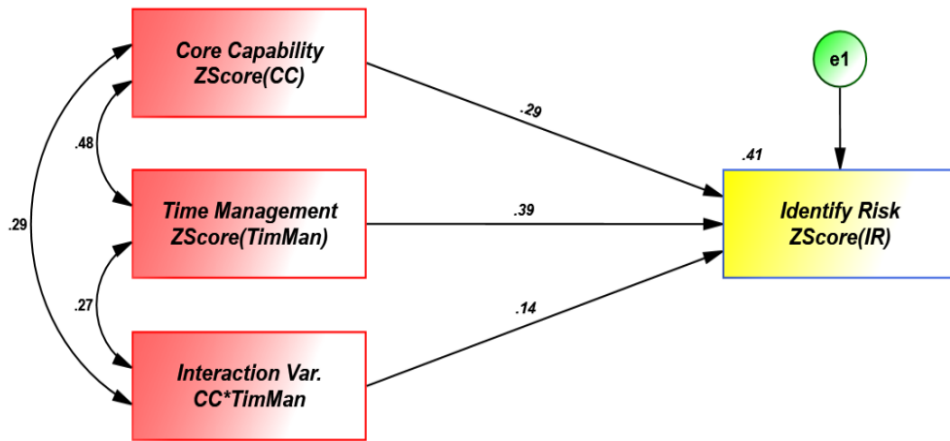 Core Capability
ZScore(CC)
e1
.29
.48
.41
Time Management
ZScore(TimMan)
.39
Identify Risk
ZScore(IR)
.29
.27
.14
Interaction Var.
CC*TimMan